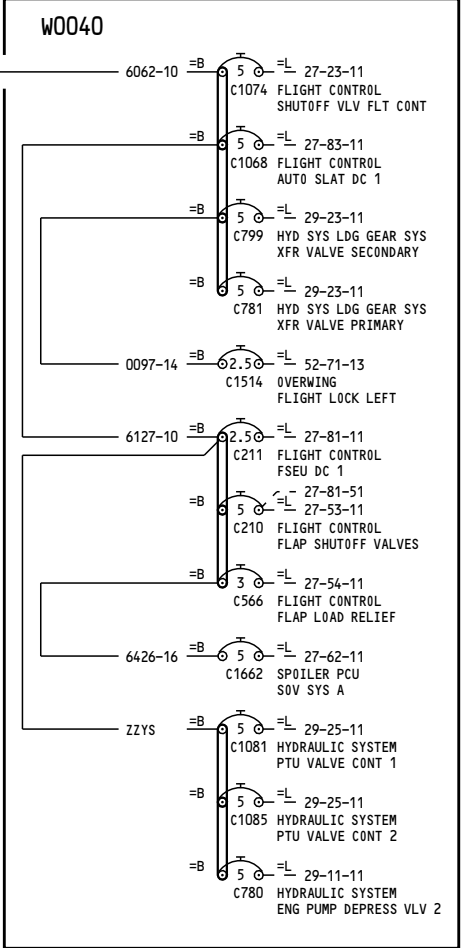 W0040
6062-10 =B 5 =L 27-23-11
C1074 FLIGHT CONTROL
SHUTOFF VLV FLT CONT
=B 5 =L 27-83-11
C1068 FLIGHT CONTROL
AUTO SLAT DC 1
=B 5 =L 29-23-11
C799 HYD SYS LDG GEAR SYS
XFR VALVE SECONDARY
=B 5 =L 29-23-11
C781 HYD SYS LDG GEAR SYS
XFR VALVE PRIMARY
0097-14 =B 2.5 =L 52-71-13
C1514 OVERWING
FLIGHT LOCK LEFT
6127-10 =B 2.5 =L 27-81-11
C211 FLIGHT CONTROL
FSEU DC 1
27-81-51
=B 5 =L 27-53-11
C210 FLIGHT CONTROL
FLAP SHUTOFF VALVES
=B 3 =L 27-54-11
C566 FLIGHT CONTROL
FLAP LOAD RELIEF
6426-16 =B 5 =L 27-62-11
C1662 SPOILER PCU
SOV SYS A
ZZYS =B 5 =L 29-25-11
C1081 HYDRAULIC SYSTEM
PTU VALVE CONT 1
=B 5 =L 29-25-11
C1085 HYDRAULIC SYSTEM
PTU VALVE CONT 2
=B 5 =L 29-11-11
C780 HYDRAULIC SYSTEM
ENG PUMP DEPRESS VLV 2